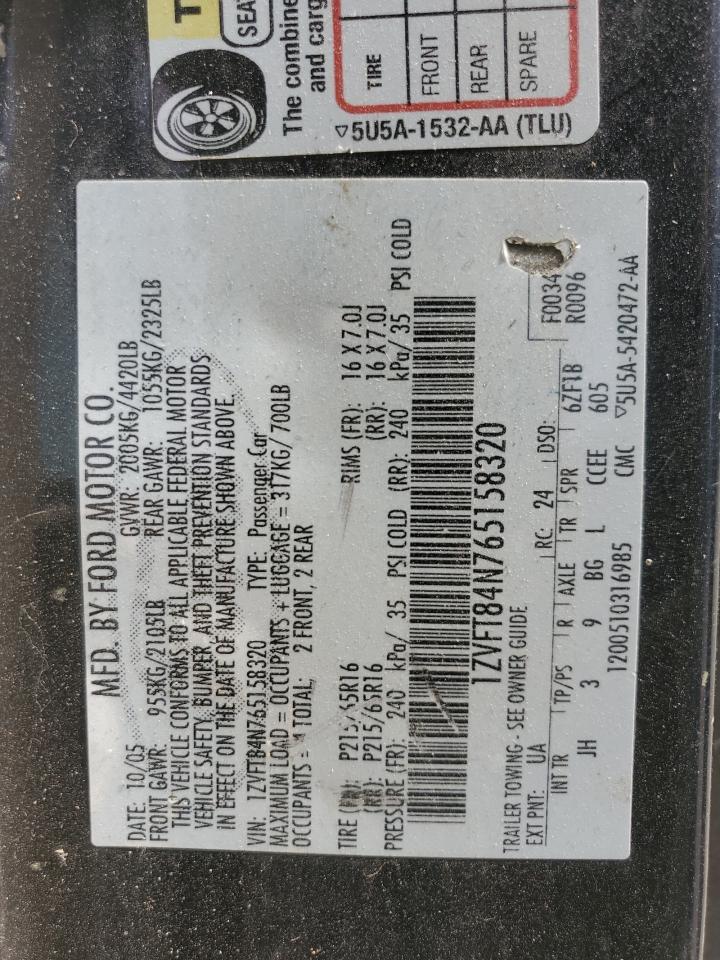 T
SEAT
The combine
and carg
TIRE
FRONT
REAR
SPARE
▽5U5A-1532-AA (TLU)
MFD. BY FORD MOTOR CO.
DATE: 10/05 GVWR: 2005KG/4420LB
FRONT GAWR: 955KG/2105LB REAR GAWR: 1055KG/2325LB
THIS VEHICLE CONFORMS TO ALL APPLICABLE FEDERAL MOTOR
VEHICLE SAFETY, BUMPER, AND THEFT PREVENTION STANDARDS
IN EFFECT ON THE DATE OF MANUFACTURE SHOWN ABOVE.
VIN: 1ZVFT84N765158320 TYPE: Passenger Car
MAXIMUM LOAD = OCCUPANTS + LUGGAGE = 317KG/700LB
OCCUPANTS = 4 TOTAL; 2 FRONT, 2 REAR
TIRE (FR): P215/65R16 RIMS (FR): 16 X 7.0J
(RR): P215/65R16 (RR): 16 X 7.0J
PRESSURE (FR): 240 kPa/ 35 PSI COLD (RR): 240 kPa/ 35 PSI COLD
1ZVFT84N765158320
TRAILER TOWING - SEE OWNER GUIDE
EXT PNT: UA RC: 24 DSO: F0034
R0096
INT TR TP/PS R AXLE TR SPR 6ZF1B
JH 3 9 BG L CCEE 605
1200510316985 CMC ▽5U5A-5420472-AA